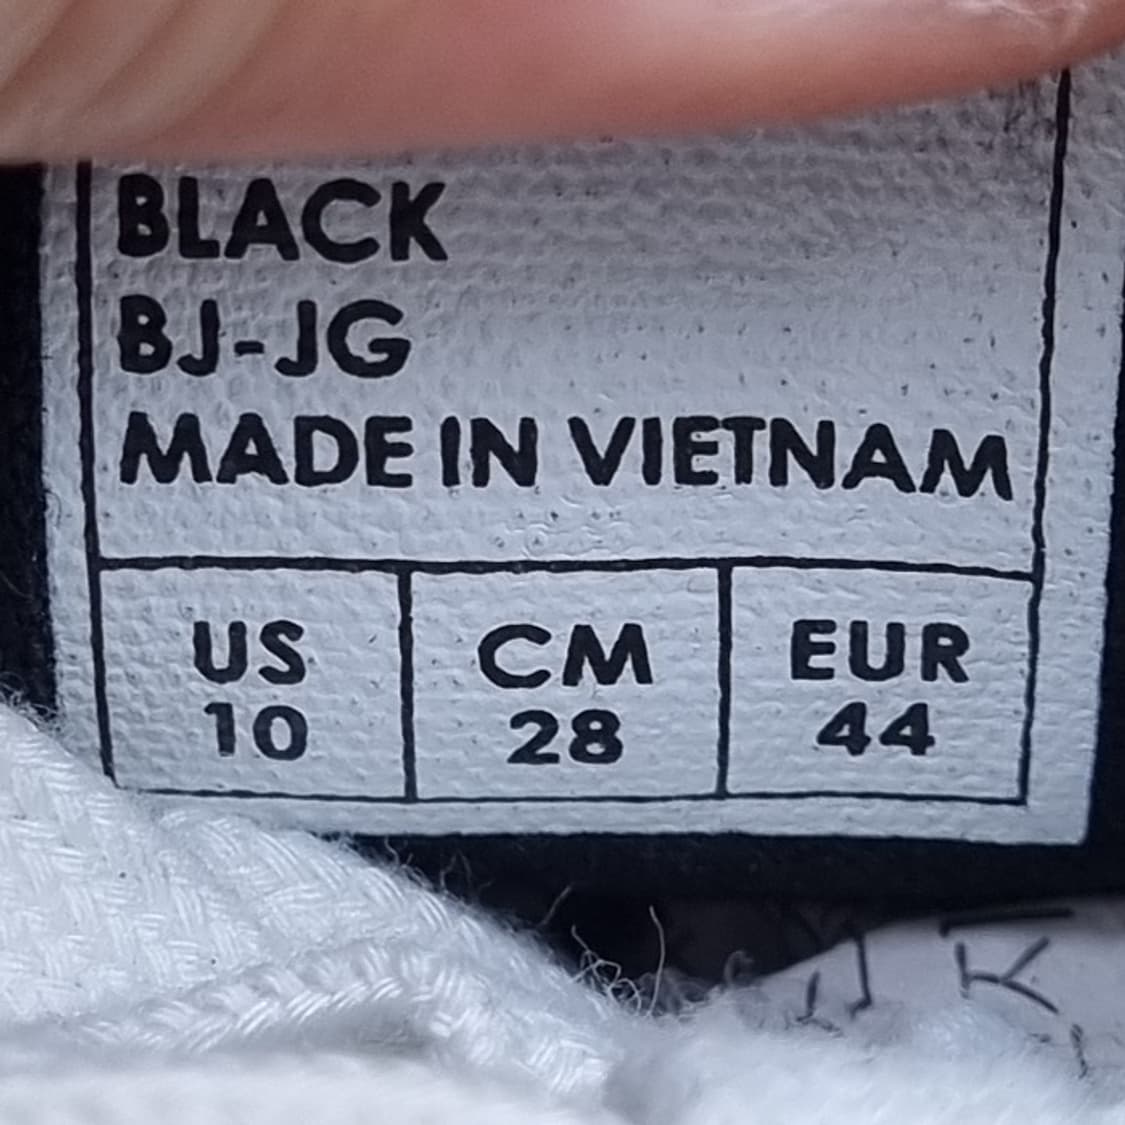 BLACK
BJ-JG
MADE IN VIETNAM
US CM EUR
10 28 44